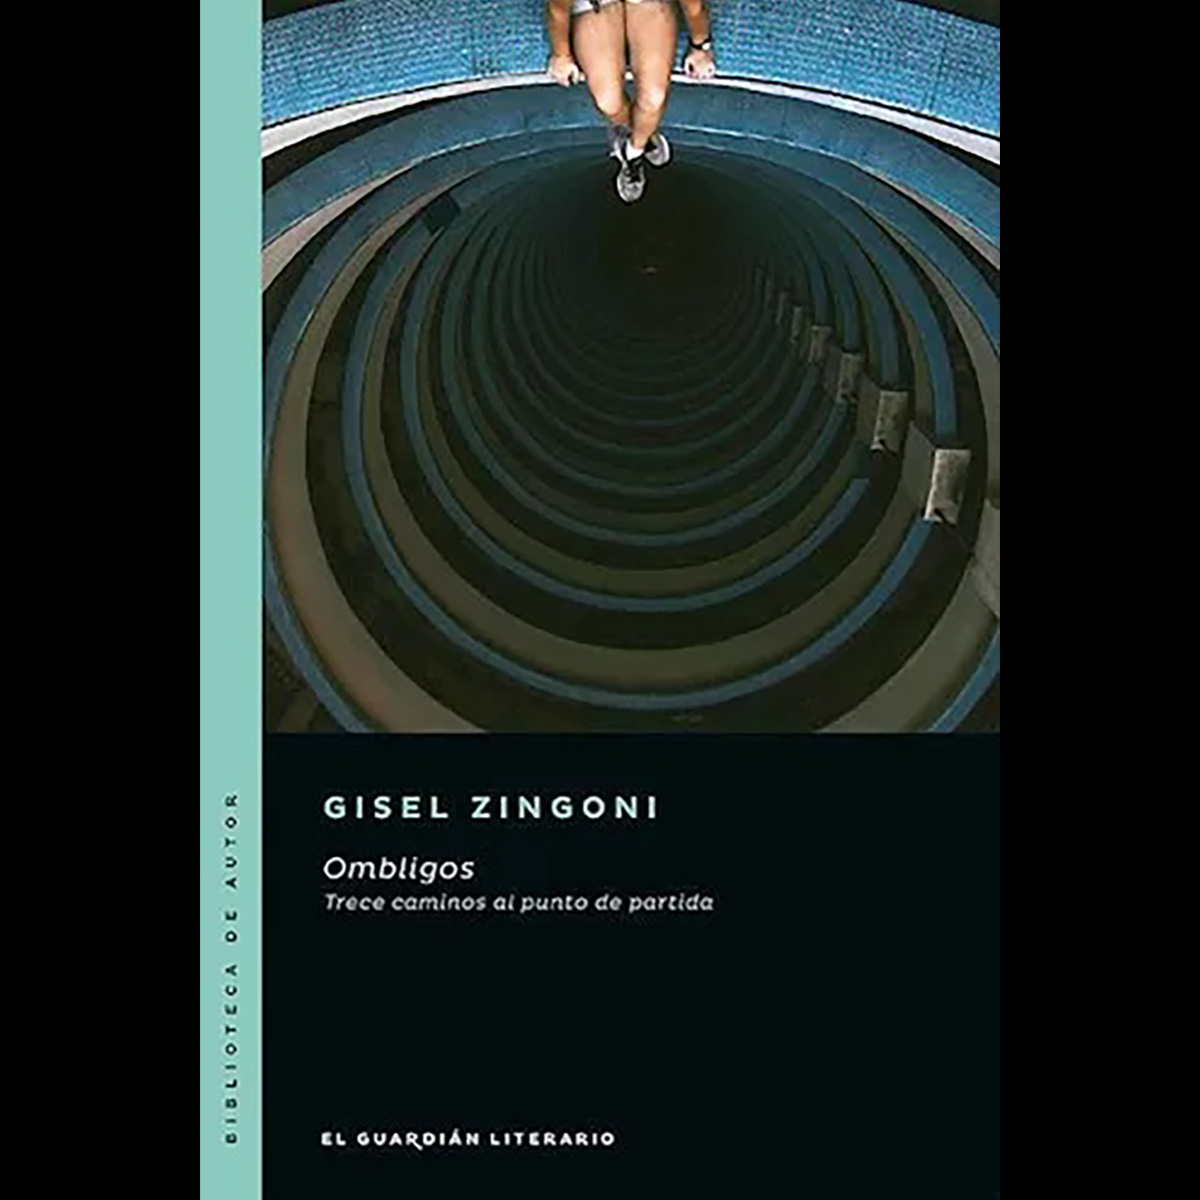 GISEL ZINGONI
Ombligos
Trece caminos al punto de partida
EL GUARDIÁN LITERARIO
BIBLIOTECA DE AUTOR